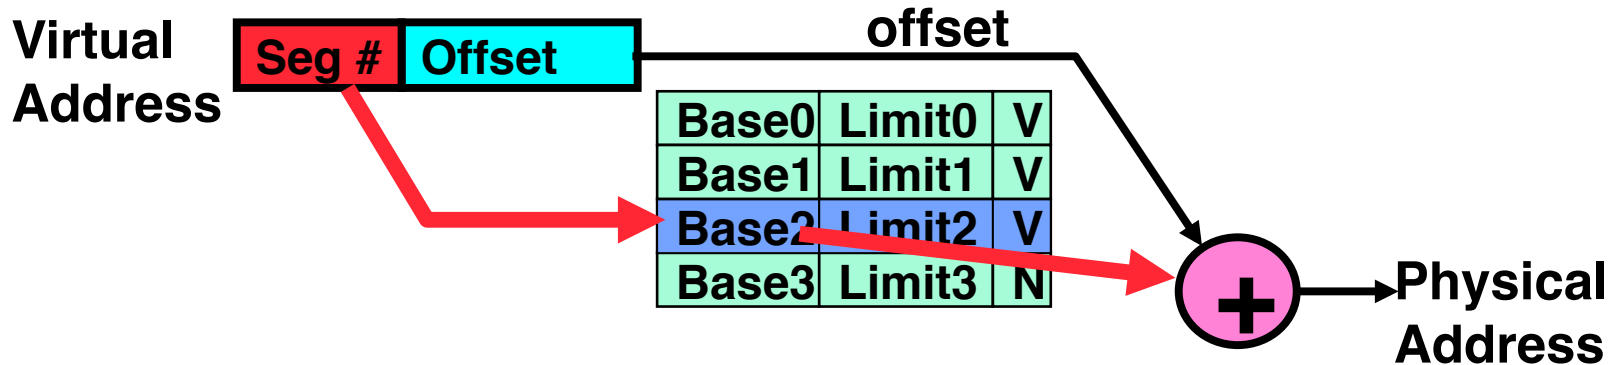 Virtual
Address
Seg # Offset
offset
Base0 Limit0 V
Base1 Limit1 V
Base2 Limit2 V
Base3 Limit3 N
+
Physical
Address